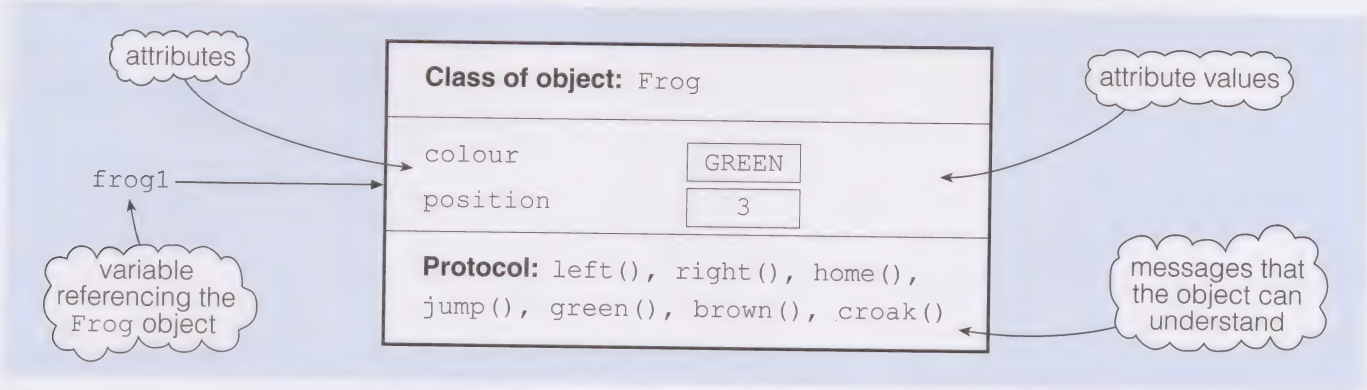 attributes
Class of object: Frog
attribute values
colour
GREEN
frog1
position
3
variable
referencing the
Frog object
Protocol: left(), right(), home(),
jump(), green(), brown(), croak()
messages that
the object can
understand